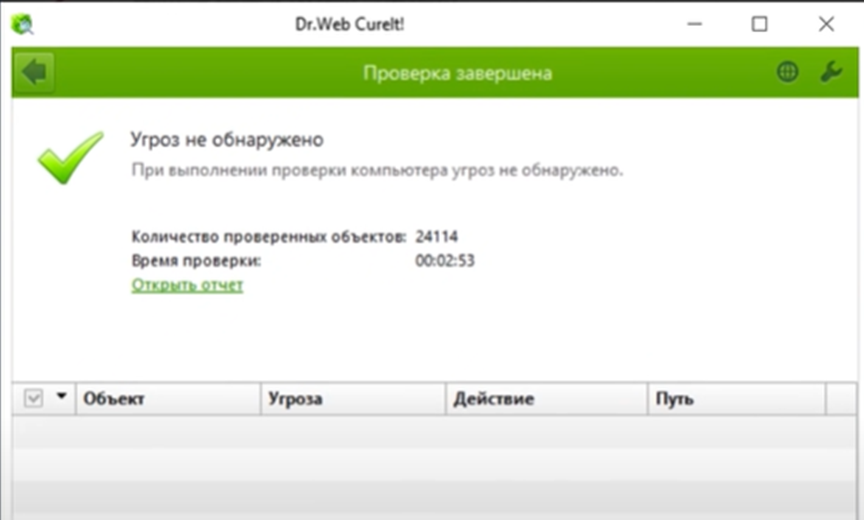 Dr.Web CureIt!
Проверка завершена
Угроз не обнаружено
При выполнении проверки компьютера угроз не обнаружено.
Количество проверенных объектов: 24114
Время проверки: 00:02:53
Открыть отчет
Объект Угроза Действие Путь